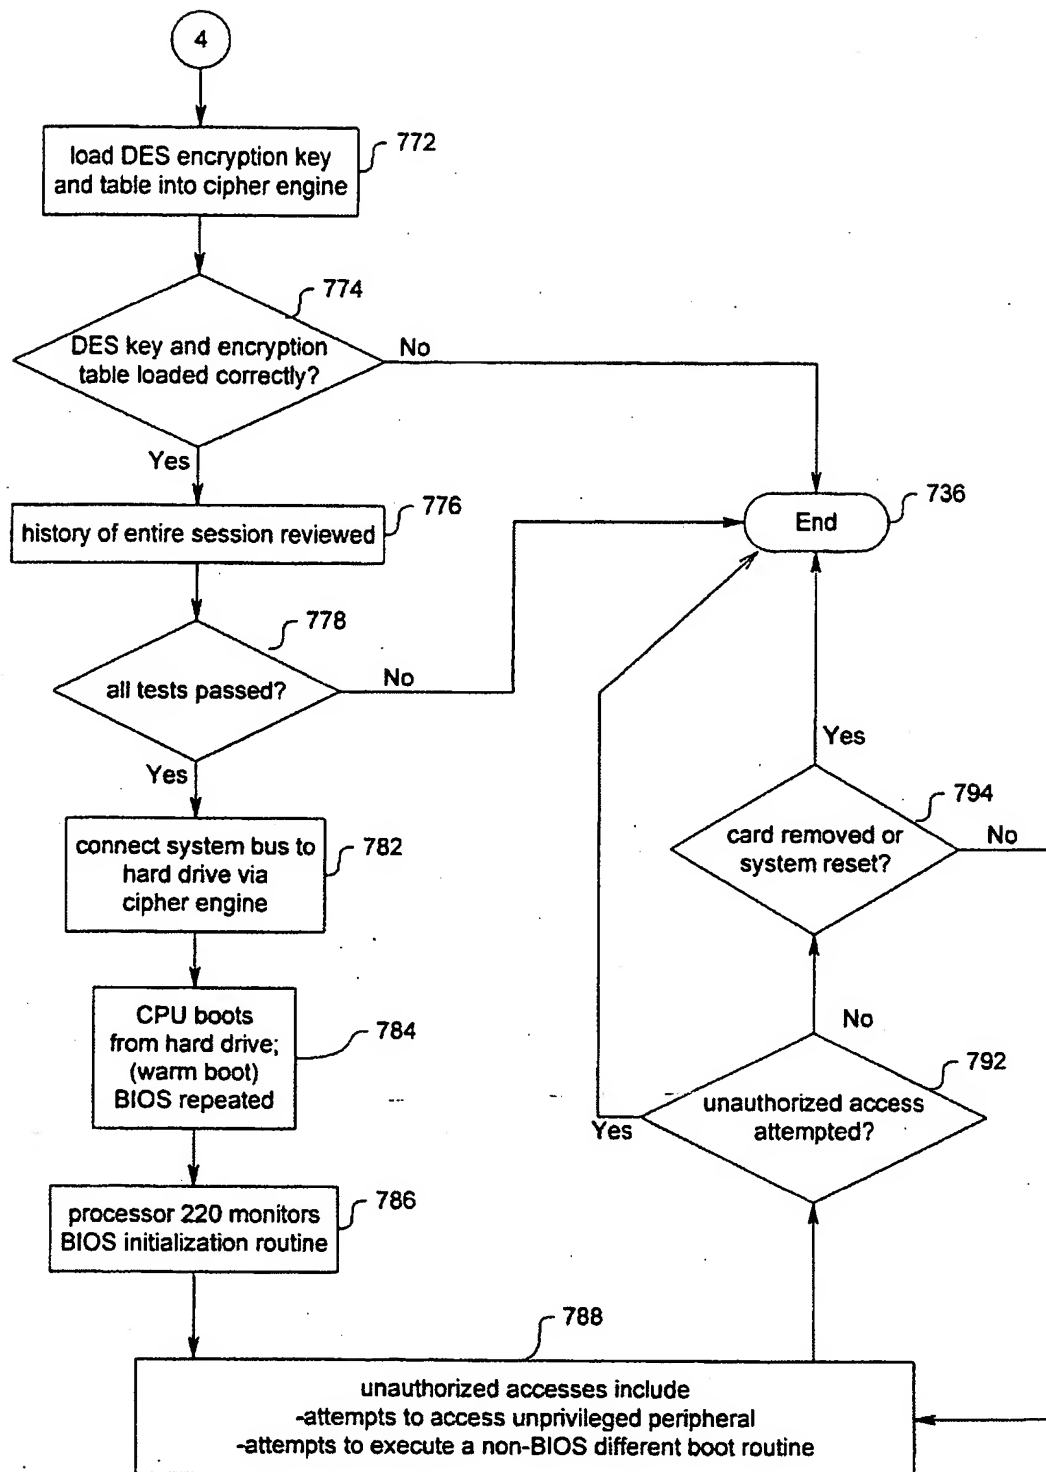 4
load DES encryption key
and table into cipher engine
772
DES key and encryption
table loaded correctly?
774
No
Yes
history of entire session reviewed
776
End
736
all tests passed?
778
No
Yes
connect system bus to
hard drive via
cipher engine
782
CPU boots
from hard drive;
(warm boot)
BIOS repeated
784
processor 220 monitors
BIOS initialization routine
786
unauthorized accesses include
-attempts to access unprivileged peripheral
-attempts to execute a non-BIOS different boot routine
788
unauthorized access
attempted?
792
Yes
No
card removed or
system reset?
794
Yes
No